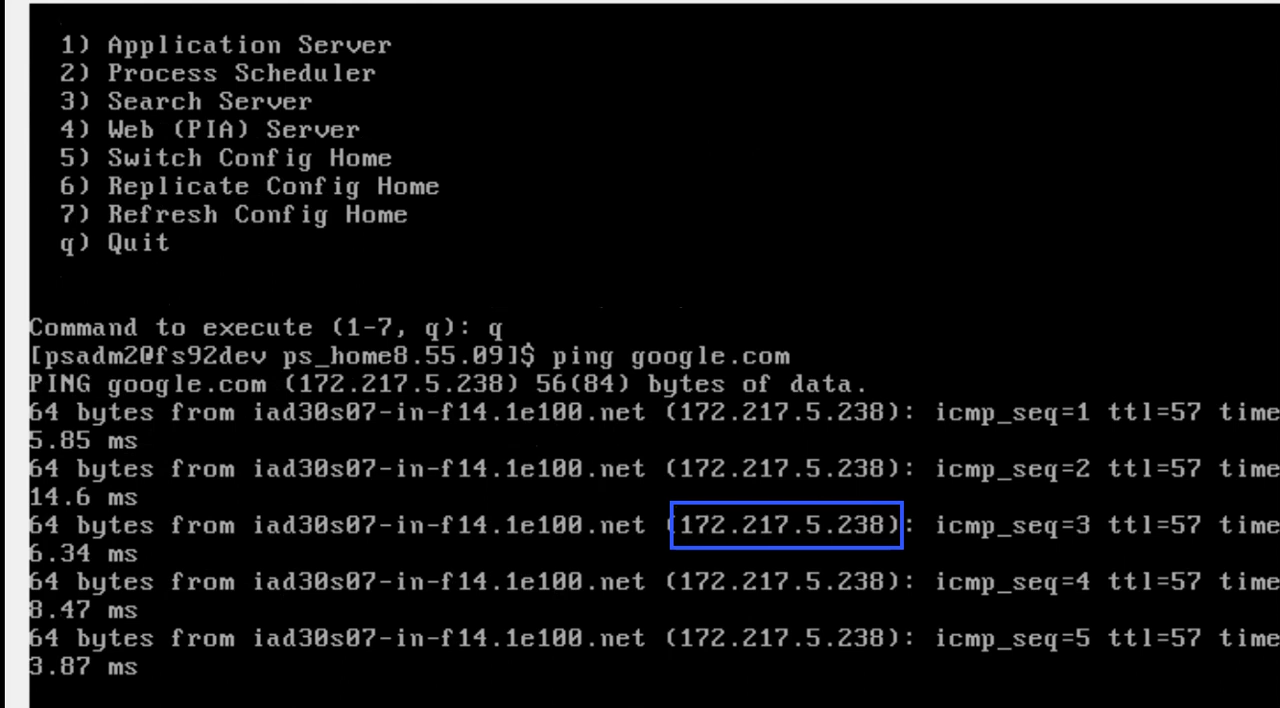 1) Application Server
2) Process Scheduler
3) Search Server
4) Web (PIA) Server
5) Switch Config Home
6) Replicate Config Home
7) Refresh Config Home
q) Quit
Command to execute (1-7, q): q
[psadm2@fs92dev ps_home8.55.09]$ ping google.com
PING google.com (172.217.5.238) 56(84) bytes of data.
64 bytes from iad30s07-in-f14.1e100.net (172.217.5.238): icmp_seq=1 ttl=57 time
5.85 ms
64 bytes from iad30s07-in-f14.1e100.net (172.217.5.238): icmp_seq=2 ttl=57 time
14.6 ms
64 bytes from iad30s07-in-f14.1e100.net (172.217.5.238): icmp_seq=3 ttl=57 time
6.34 ms
64 bytes from iad30s07-in-f14.1e100.net (172.217.5.238): icmp_seq=4 ttl=57 time
8.47 ms
64 bytes from iad30s07-in-f14.1e100.net (172.217.5.238): icmp_seq=5 ttl=57 time
3.87 ms